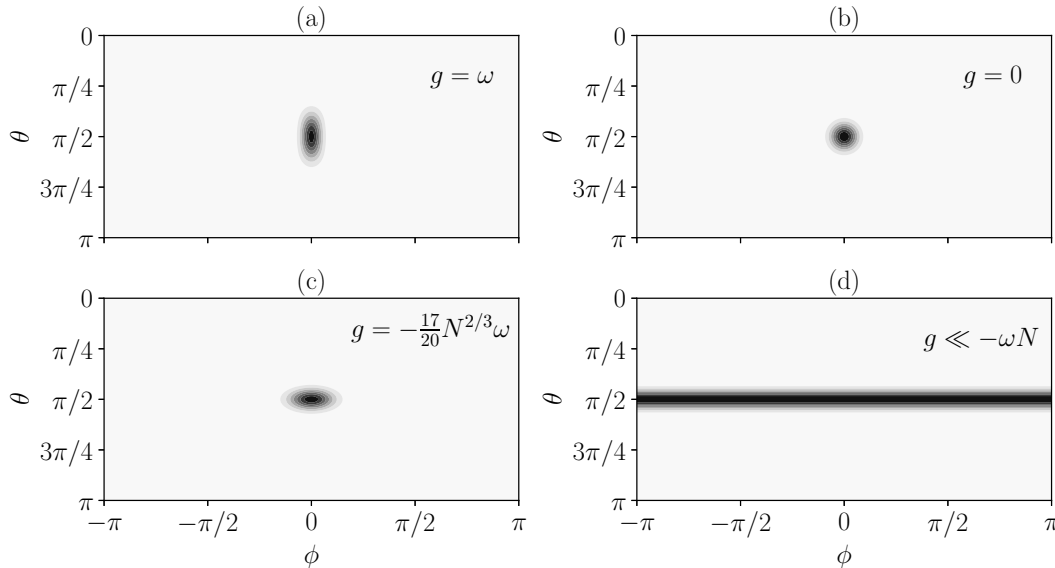 (a)
(b)
0
π/4
π/2
3π/4
π
θ
g = ω
0
π/4
π/2
3π/4
π
θ
g = 0
(c)
(d)
0
π/4
π/2
3π/4
π
θ
g = −17/20 N^{2/3}ω
−π
−π/2
0
π/2
π
ϕ
0
π/4
π/2
3π/4
π
θ
g ≪ −ωN
−π
−π/2
0
π/2
π
ϕ